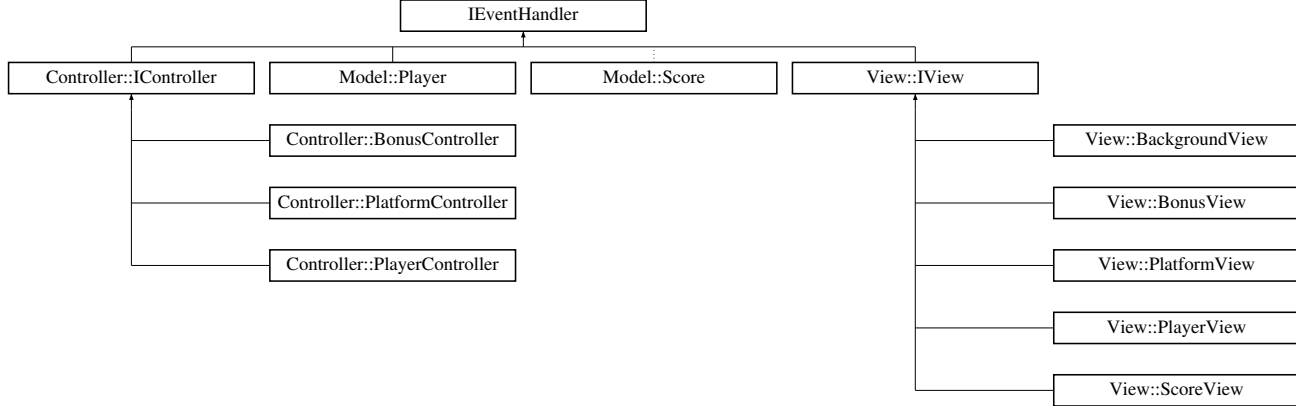 IEventHandler
Controller::IController
Model::Player
Model::Score
View::IView
Controller::BonusController
View::BackgroundView
Controller::PlatformController
View::BonusView
Controller::PlayerController
View::PlatformView
View::PlayerView
View::ScoreView